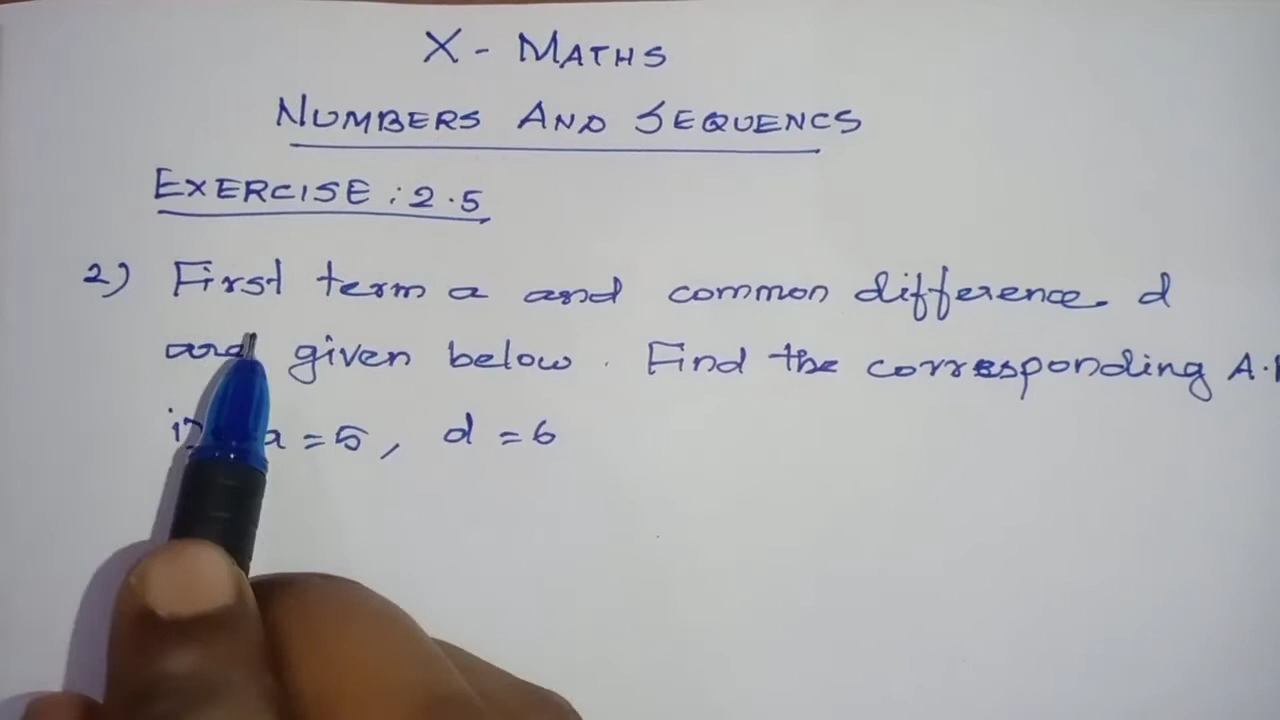 X - MATHS
NUMBERS AND SEQUENCS
EXERCISE : 2.5
2) First term a and common difference d
are given below. Find the corresponding A.
a = 5, d = 6